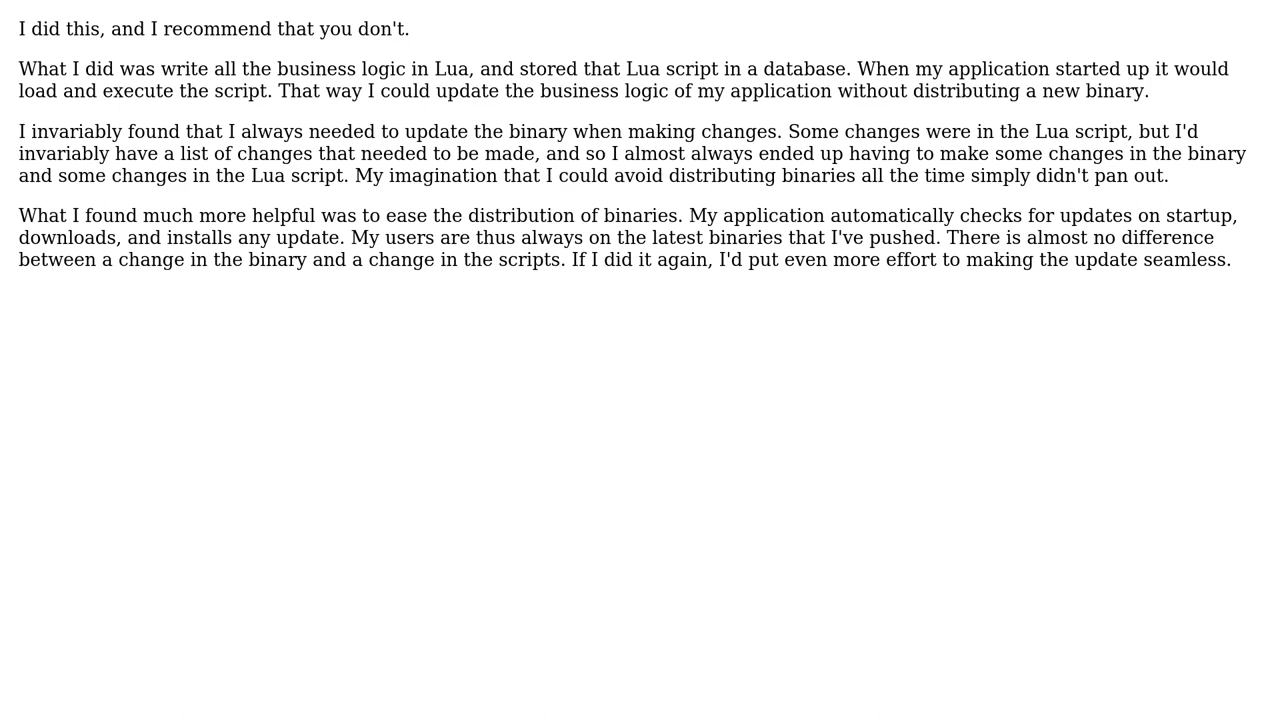 I did this, and I recommend that you don't.
What I did was write all the business logic in Lua, and stored that Lua script in a database. When my application started up it would
load and execute the script. That way I could update the business logic of my application without distributing a new binary.
I invariably found that I always needed to update the binary when making changes. Some changes were in the Lua script, but I'd
invariably have a list of changes that needed to be made, and so I almost always ended up having to make some changes in the binary
and some changes in the Lua script. My imagination that I could avoid distributing binaries all the time simply didn't pan out.
What I found much more helpful was to ease the distribution of binaries. My application automatically checks for updates on startup,
downloads, and installs any update. My users are thus always on the latest binaries that I've pushed. There is almost no difference
between a change in the binary and a change in the scripts. If I did it again, I'd put even more effort to making the update seamless.